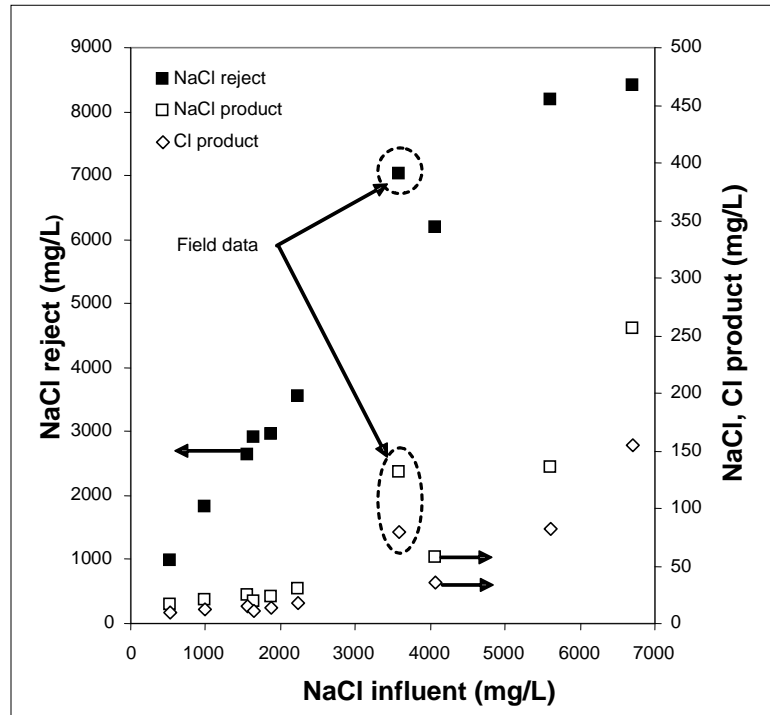 9000
8000
7000
6000
5000
4000
3000
2000
1000
0
NaCl reject (mg/L)
NaCl reject
NaCl product
Cl product
Field data
500
450
400
350
300
250
200
150
100
50
0
NaCl, Cl product (mg/L)
0 1000 2000 3000 4000 5000 6000 7000
NaCl influent (mg/L)